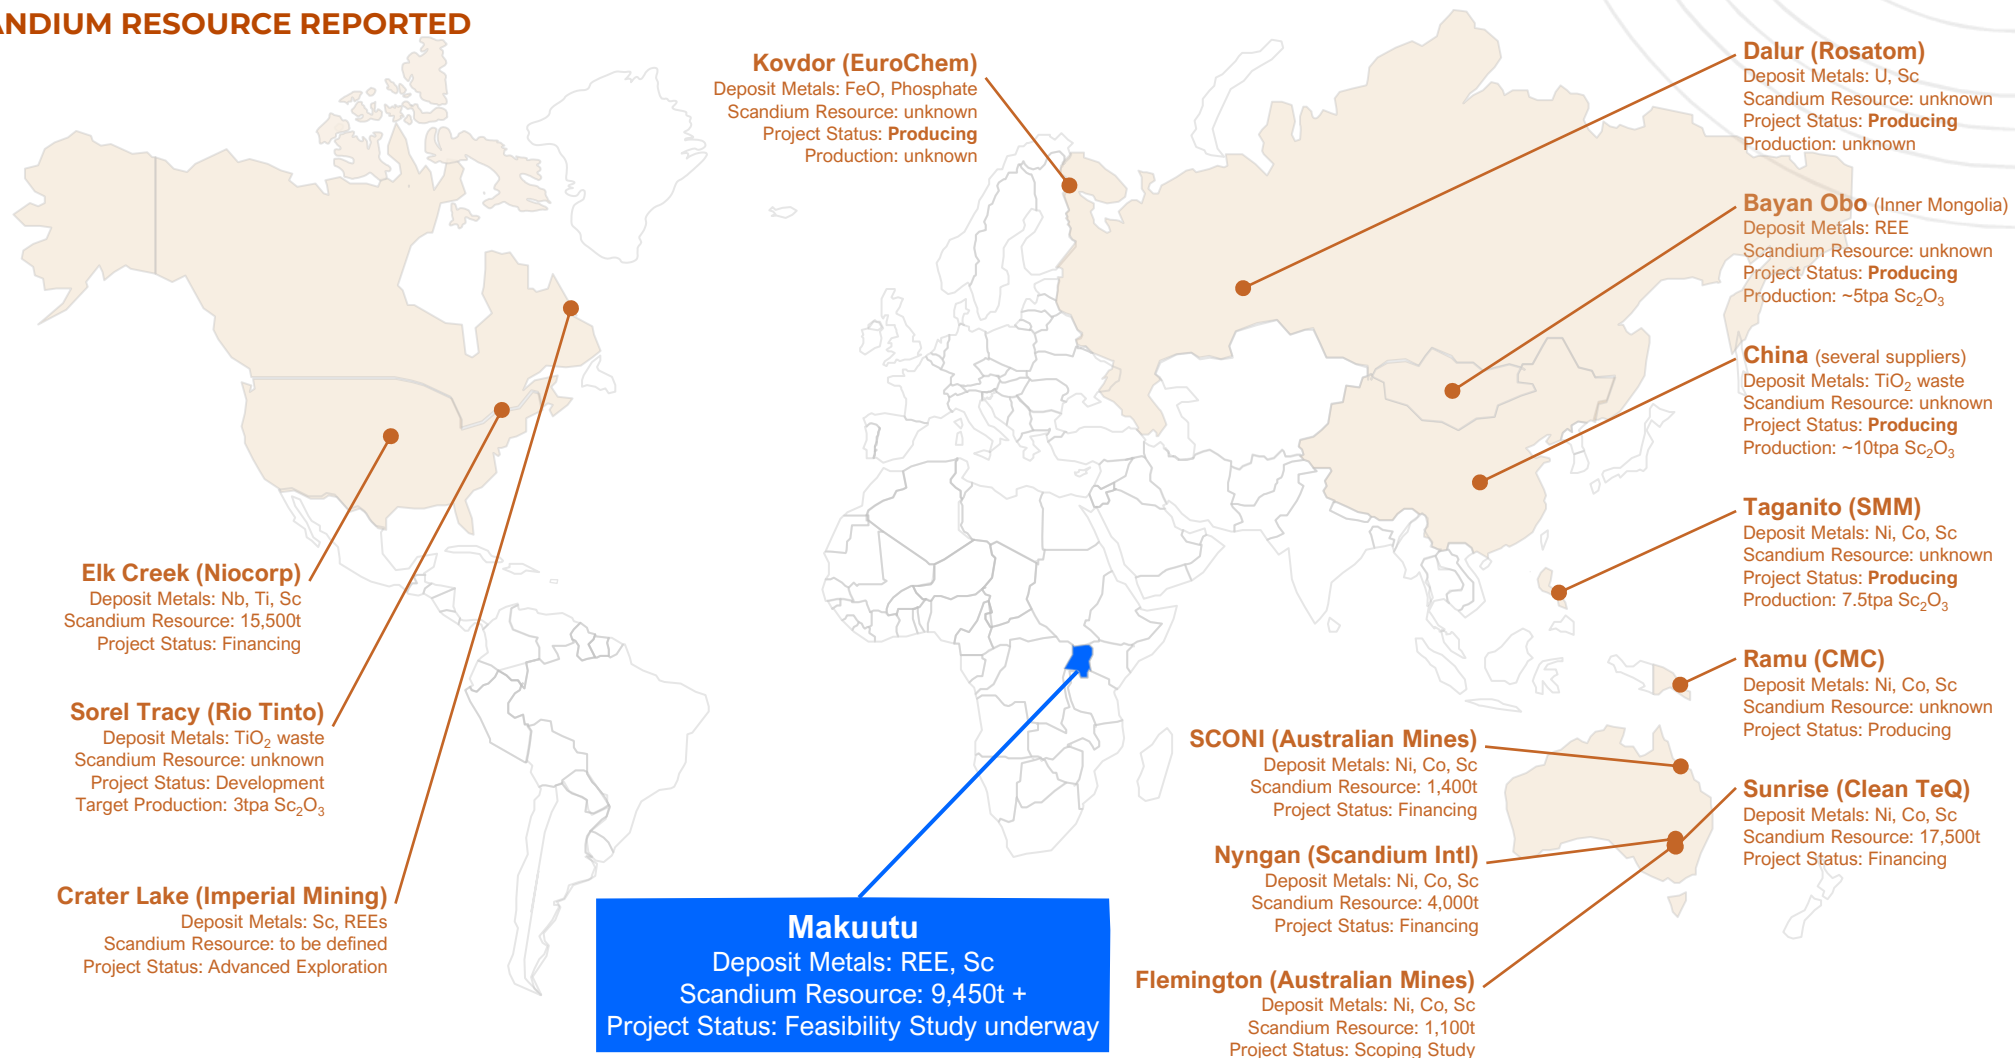 ANDIUM RESOURCE REPORTED
Kovdor (EuroChem)
Deposit Metals: FeO, Phosphate
Scandium Resource: unknown
Project Status: Producing
Production: unknown
Dalur (Rosatom)
Deposit Metals: U, Sc
Scandium Resource: unknown
Project Status: Producing
Production: unknown
Bayan Obo (Inner Mongolia)
Deposit Metals: REE
Scandium Resource: unknown
Project Status: Producing
Production: ~5tpa Sc₂O₃
China (several suppliers)
Deposit Metals: TiO₂ waste
Scandium Resource: unknown
Project Status: Producing
Production: ~10tpa Sc₂O₃
Taganito (SMM)
Deposit Metals: Ni, Co, Sc
Scandium Resource: unknown
Project Status: Producing
Production: 7.5tpa Sc₂O₃
Ramu (CMC)
Deposit Metals: Ni, Co, Sc
Scandium Resource: unknown
Project Status: Producing
Sunrise (Clean TeQ)
Deposit Metals: Ni, Co, Sc
Scandium Resource: 17,500t
Project Status: Financing
Elk Creek (Niocorp)
Deposit Metals: Nb, Ti, Sc
Scandium Resource: 15,500t
Project Status: Financing
Sorel Tracy (Rio Tinto)
Deposit Metals: TiO₂ waste
Scandium Resource: unknown
Project Status: Development
Target Production: 3tpa Sc₂O₃
Crater Lake (Imperial Mining)
Deposit Metals: Sc, REEs
Scandium Resource: to be defined
Project Status: Advanced Exploration
Makuutu
Deposit Metals: REE, Sc
Scandium Resource: 9,450t +
Project Status: Feasibility Study underway
SCONI (Australian Mines)
Deposit Metals: Ni, Co, Sc
Scandium Resource: 1,400t
Project Status: Financing
Nyngan (Scandium Intl)
Deposit Metals: Ni, Co, Sc
Scandium Resource: 4,000t
Project Status: Financing
Flemington (Australian Mines)
Deposit Metals: Ni, Co, Sc
Scandium Resource: 1,100t
Project Status: Scoping Study